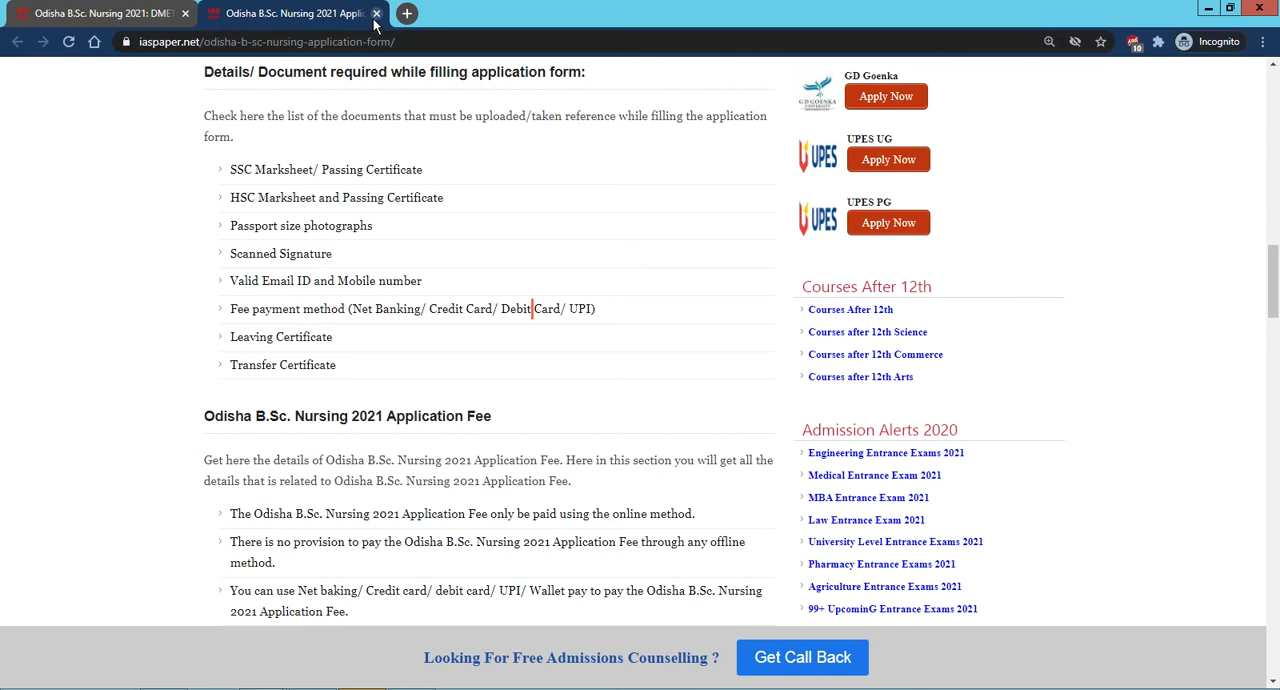 Odisha B.Sc. Nursing 2021: DMET
Odisha B.Sc. Nursing 2021 Applic
iaspaper.net/odisha-b-sc-nursing-application-form/
10
Incognito
Details/ Document required while filling application form:
Check here the list of the documents that must be uploaded/taken reference while filling the application
form.
SSC Marksheet/ Passing Certificate
HSC Marksheet and Passing Certificate
Passport size photographs
Scanned Signature
Valid Email ID and Mobile number
Fee payment method (Net Banking/ Credit Card/ Debit Card/ UPI)
Leaving Certificate
Transfer Certificate
Odisha B.Sc. Nursing 2021 Application Fee
Get here the details of Odisha B.Sc. Nursing 2021 Application Fee. Here in this section you will get all the
details that is related to Odisha B.Sc. Nursing 2021 Application Fee.
The Odisha B.Sc. Nursing 2021 Application Fee only be paid using the online method.
There is no provision to pay the Odisha B.Sc. Nursing 2021 Application Fee through any offline
method.
You can use Net baking/ Credit card/ debit card/ UPI/ Wallet pay to pay the Odisha B.Sc. Nursing
2021 Application Fee.
GD GOENKA
GD Goenka
Apply Now
UPES
UPES UG
Apply Now
UPES
UPES PG
Apply Now
Courses After 12th
Courses After 12th
Courses after 12th Science
Courses after 12th Commerce
Courses after 12th Arts
Admission Alerts 2020
Engineering Entrance Exams 2021
Medical Entrance Exam 2021
MBA Entrance Exam 2021
Law Entrance Exam 2021
University Level Entrance Exams 2021
Pharmacy Entrance Exams 2021
Agriculture Entrance Exams 2021
99+ UpcominG Entrance Exams 2021
Looking For Free Admissions Counselling ?
Get Call Back